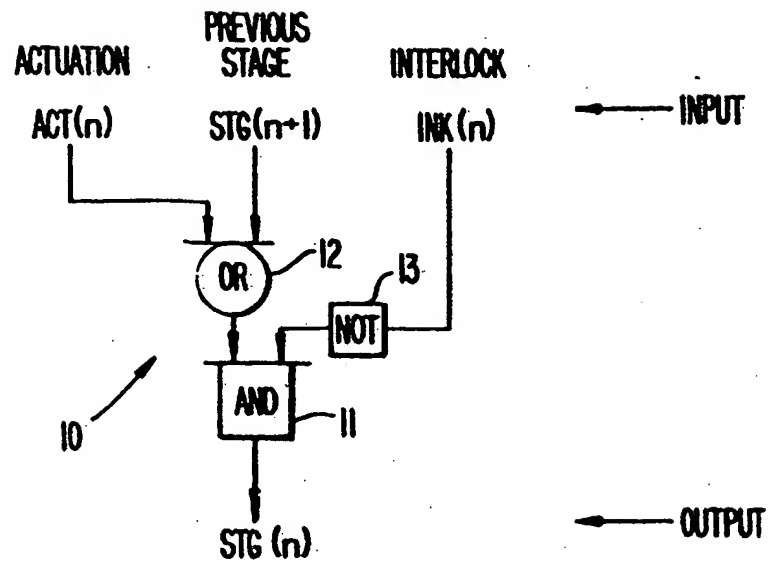 ACTUATION
PREVIOUS
STAGE
INTERLOCK
ACT(n)
STG(n+1)
INK(n)
INPUT
OR
12
13
NOT
AND
11
10
STG (n)
OUTPUT